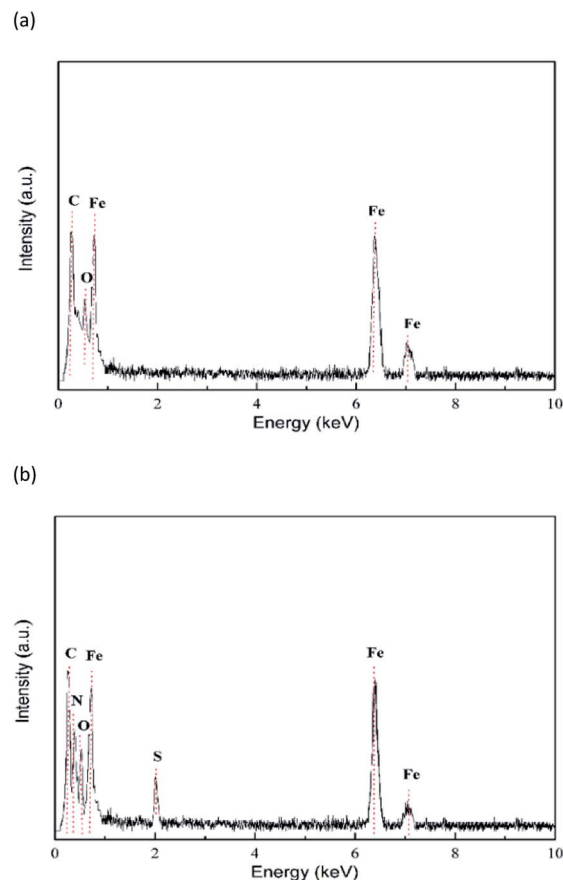 (a)
C
Fe
O
Fe
Fe
Intensity (a.u.)
0 2 4 6 8 10
Energy (keV)
(b)
C
Fe
N
O
S
Fe
Fe
Intensity (a.u.)
0 2 4 6 8 10
Energy (keV)